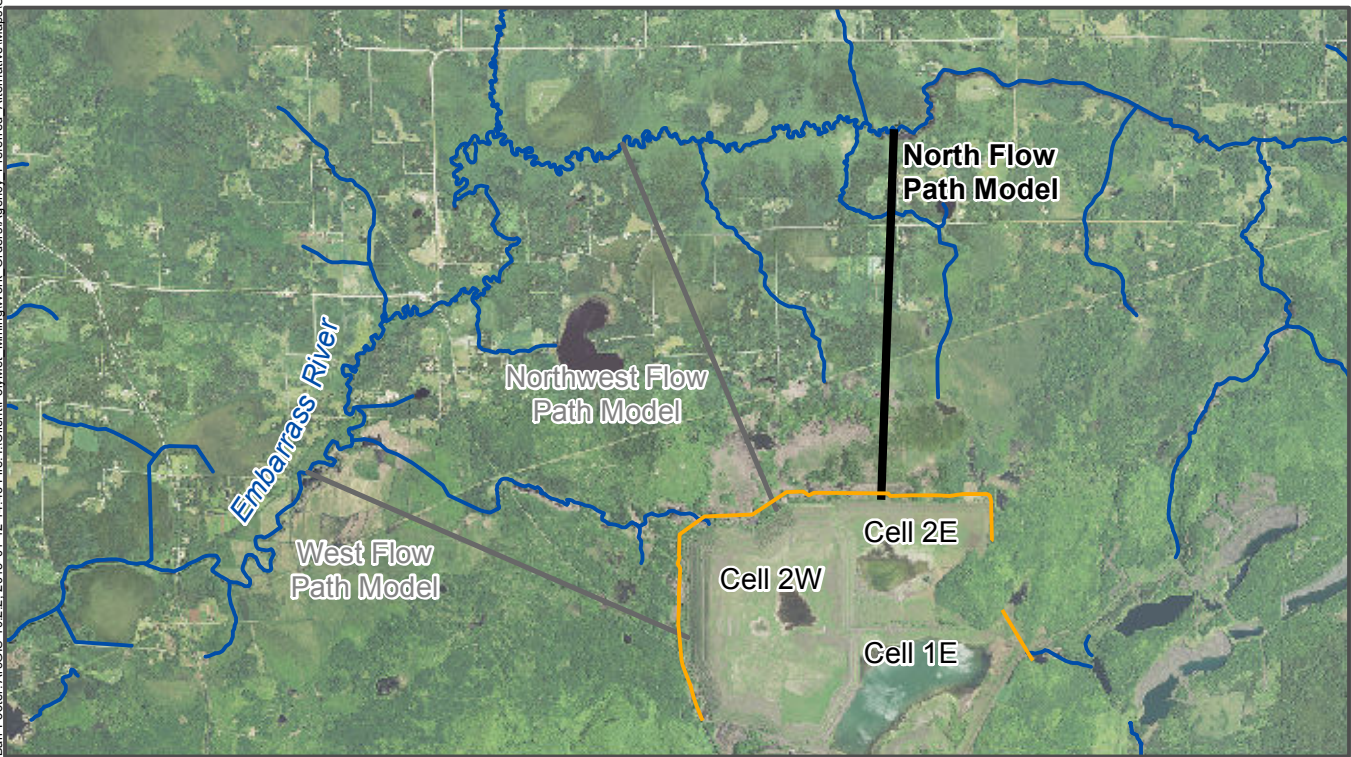 North Flow
Path Model
Northwest Flow
Path Model
Embarrass River
West Flow
Path Model
Cell 2E
Cell 2W
Cell 1E